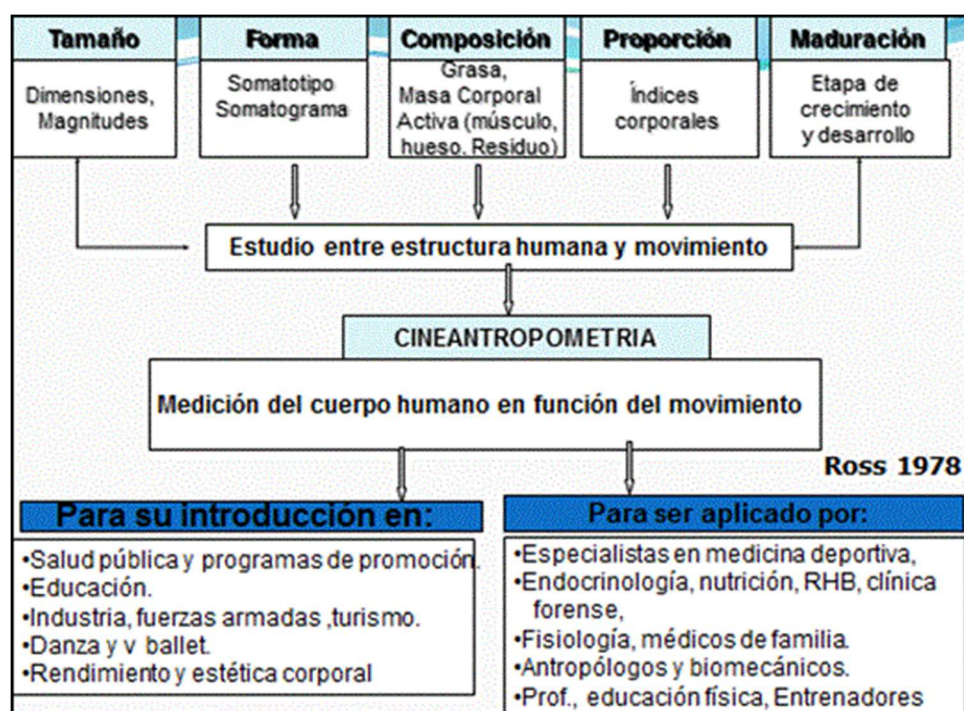 Tamaño
Dimensiones,
Magnitudes
Forma
Somatotipo
Somatograma
Composición
Grasa,
Masa Corporal
Activa (músculo,
hueso. Residuo)
Proporción
Índices
corporales
Maduración
Etapa de
crecimiento
y desarrollo
Estudio entre estructura humana y movimiento
CINEANTROPOMETRIA
Medición del cuerpo humano en función del movimiento
Ross 1978
Para su introducción en:
•Salud pública y programas de promoción.
•Educación.
•Industria, fuerzas armadas ,turismo.
•Danza y v ballet.
•Rendimiento y estética corporal
Para ser aplicado por:
•Especialistas en medicina deportiva,
•Endocrinología, nutrición, RHB, clínica
forense,
•Fisiología, médicos de familia.
•Antropólogos y biomecánicos.
•Prof., educación física, Entrenadores